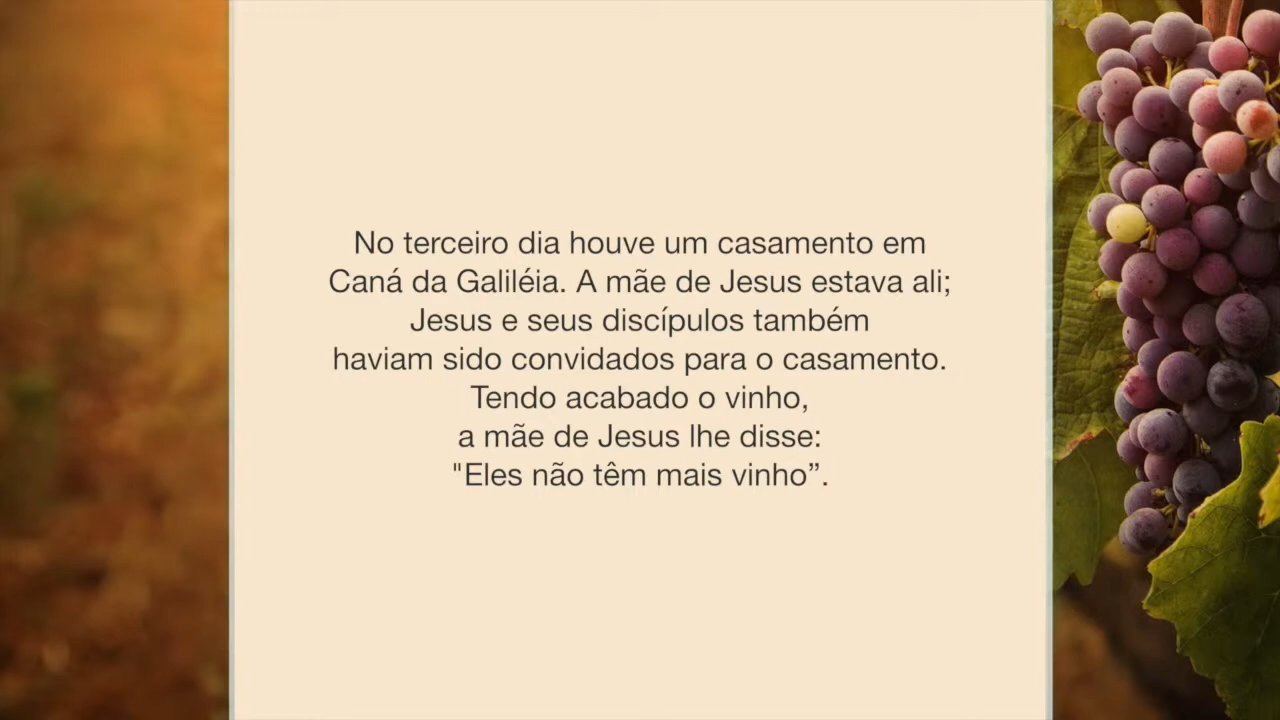 No terceiro dia houve um casamento em
Caná da Galiléia. A mãe de Jesus estava ali;
Jesus e seus discípulos também
haviam sido convidados para o casamento.
Tendo acabado o vinho,
a mãe de Jesus lhe disse:
"Eles não têm mais vinho”.